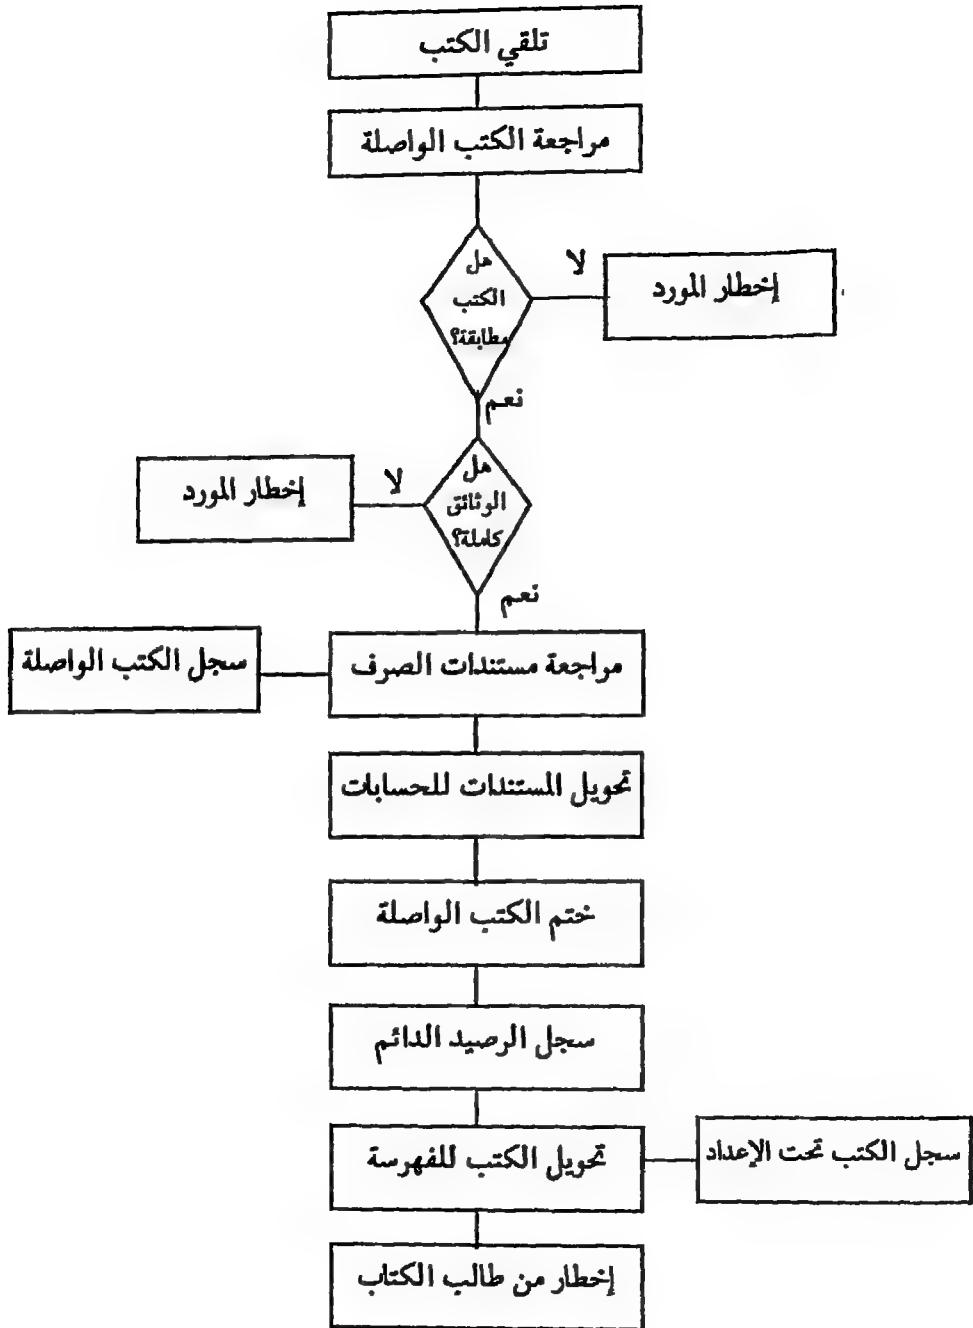 تلقي الكتب
مراجعة الكتب الواصلة
هل
الكتب
مطابقة؟
لا
إخطار المورد
نعم
هل
الوثائق
كاملة؟
لا
إخطار المورد
نعم
مراجعة مستندات الصرف
سجل الكتب الواصلة
تحويل المستندات للحسابات
ختم الكتب الواصلة
سجل الرصيد الدائم
تحويل الكتب للفهرسة
سجل الكتب تحت الإعداد
إخطار من طالب الكتاب